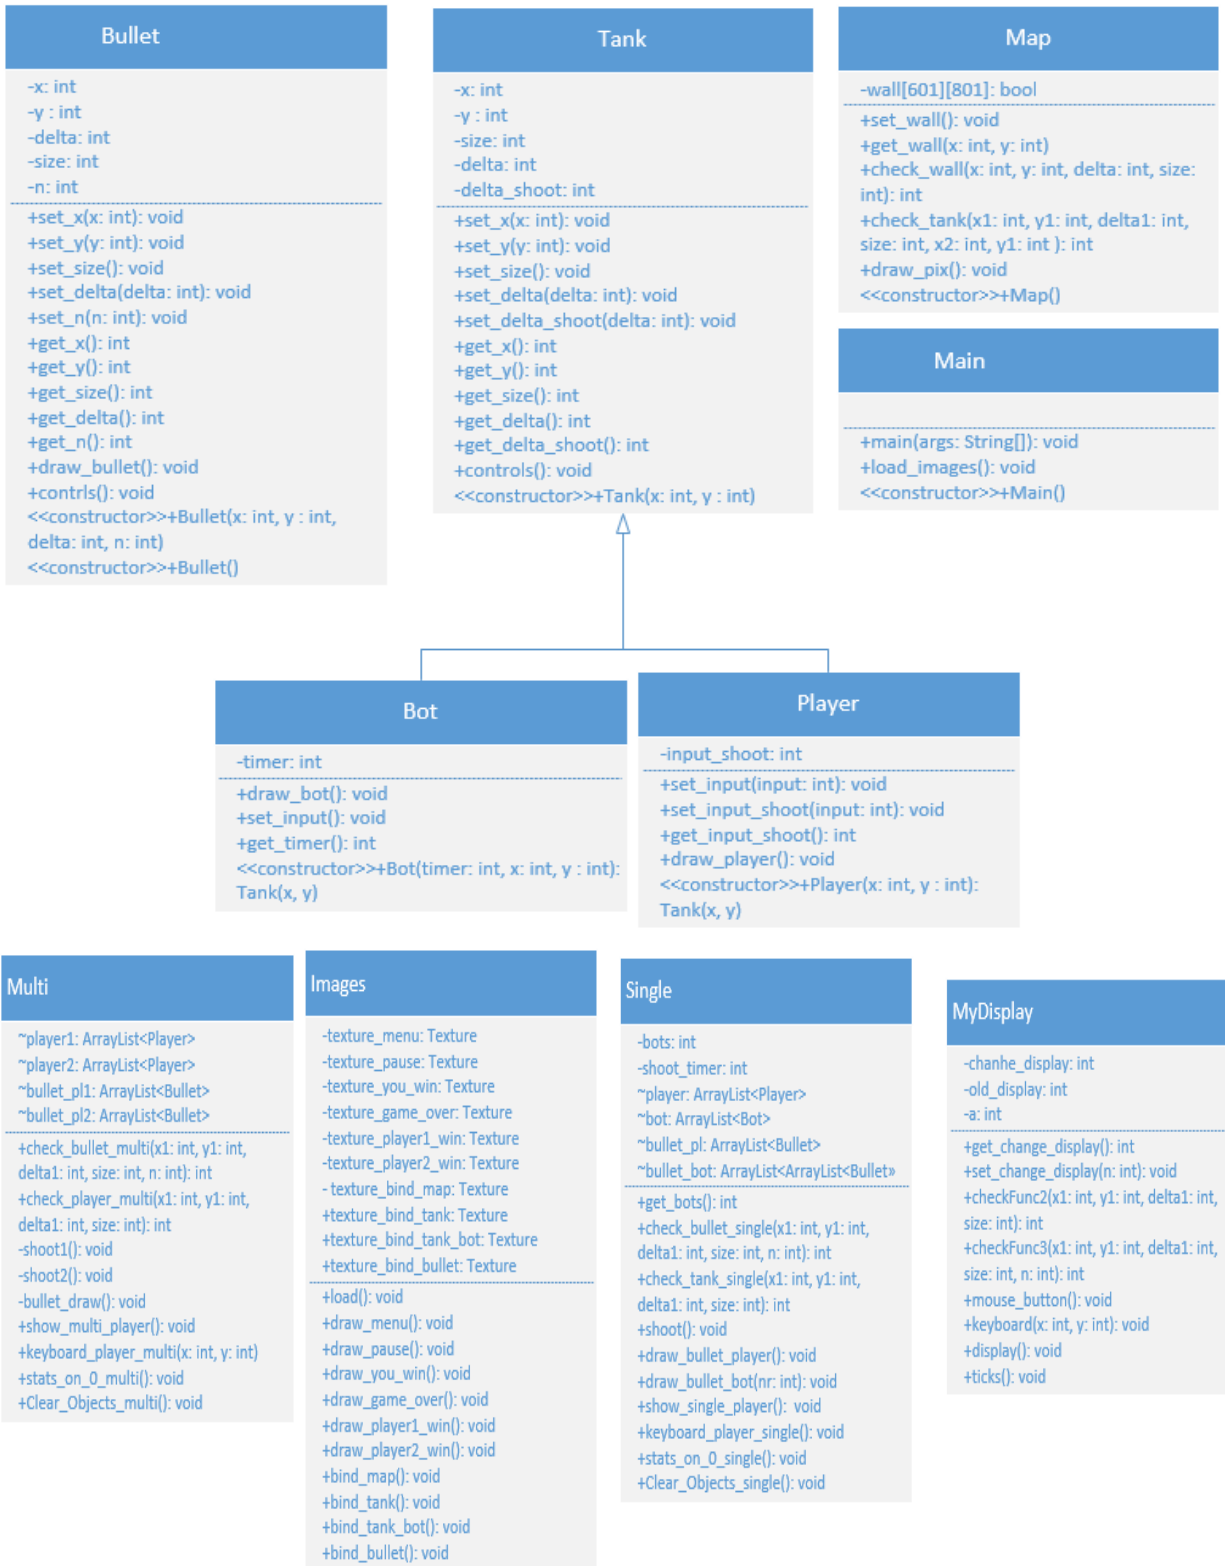 Bullet
-x: int
-y : int
-delta: int
-size: int
-n: int
+set_x(x: int): void
+set_y(y: int): void
+set_size(): void
+set_delta(delta: int): void
+set_n(n: int): void
+get_x(): int
+get_y(): int
+get_size(): int
+get_delta(): int
+get_n(): int
+draw_bullet(): void
+contrls(): void
<<constructor>>+Bullet(x: int, y : int,
delta: int, n: int)
<<constructor>>+Bullet()
Tank
-x: int
-y : int
-size: int
-delta: int
-delta_shoot: int
+set_x(x: int): void
+set_y(y: int): void
+set_size(): void
+set_delta(delta: int): void
+set_delta_shoot(delta: int): void
+get_x(): int
+get_y(): int
+get_size(): int
+get_delta(): int
+get_delta_shoot(): int
+controls(): void
<<constructor>>+Tank(x: int, y : int)
Map
-wall[601][801]: bool
+set_wall(): void
+get_wall(x: int, y: int)
+check_wall(x: int, y: int, delta: int, size:
int): int
+check_tank(x1: int, y1: int, delta1: int,
size: int, x2: int, y1: int ): int
+draw_pix(): void
<<constructor>>+Map()
Main
+main(args: String[]): void
+load_images(): void
<<constructor>>+Main()
Bot
-timer: int
+draw_bot(): void
+set_input(): void
+get_timer(): int
<<constructor>>+Bot(timer: int, x: int, y : int):
Tank(x, y)
Player
-input_shoot: int
+set_input(input: int): void
+set_input_shoot(input: int): void
+get_input_shoot(): int
+draw_player(): void
<<constructor>>+Player(x: int, y : int):
Tank(x, y)
Multi
~player1: ArrayList<Player>
~player2: ArrayList<Player>
~bullet_pl1: ArrayList<Bullet>
~bullet_pl2: ArrayList<Bullet>
+check_bullet_multi(x1: int, y1: int,
delta1: int, size: int, n: int): int
+check_player_multi(x1: int, y1: int,
delta1: int, size: int): int
-shoot1(): void
-shoot2(): void
-bullet_draw(): void
+show_multi_player(): void
+keyboard_player_multi(x: int, y: int)
+stats_on_0_multi(): void
+Clear_Objects_multi(): void
Images
-texture_menu: Texture
-texture_pause: Texture
-texture_you_win: Texture
-texture_game_over: Texture
-texture_player1_win: Texture
-texture_player2_win: Texture
- texture_bind_map: Texture
+texture_bind_tank: Texture
+texture_bind_tank_bot: Texture
+texture_bind_bullet: Texture
+load(): void
+draw_menu(): void
+draw_pause(): void
+draw_you_win(): void
+draw_game_over(): void
+draw_player1_win(): void
+draw_player2_win(): void
+bind_map(): void
+bind_tank(): void
+bind_tank_bot(): void
+bind_bullet(): void
Single
-bots: int
-shoot_timer: int
~player: ArrayList<Player>
~bot: ArrayList<Bot>
~bullet_pl: ArrayList<Bullet>
~bullet_bot: ArrayList<ArrayList<Bullet»
+get_bots(): int
+check_bullet_single(x1: int, y1: int,
delta1: int, size: int, n: int): int
+check_tank_single(x1: int, y1: int,
delta1: int, size: int): int
+shoot(): void
+draw_bullet_player(): void
+draw_bullet_bot(nr: int): void
+show_single_player(): void
+keyboard_player_single(): void
+stats_on_0_single(): void
+Clear_Objects_single(): void
MyDisplay
-chanhe_display: int
-old_display: int
-a: int
+get_change_display(): int
+set_change_display(n: int): void
+checkFunc2(x1: int, y1: int, delta1: int,
size: int): int
+checkFunc3(x1: int, y1: int, delta1: int,
size: int, n: int): int
+mouse_button(): void
+keyboard(x: int, y: int): void
+display(): void
+ticks(): void